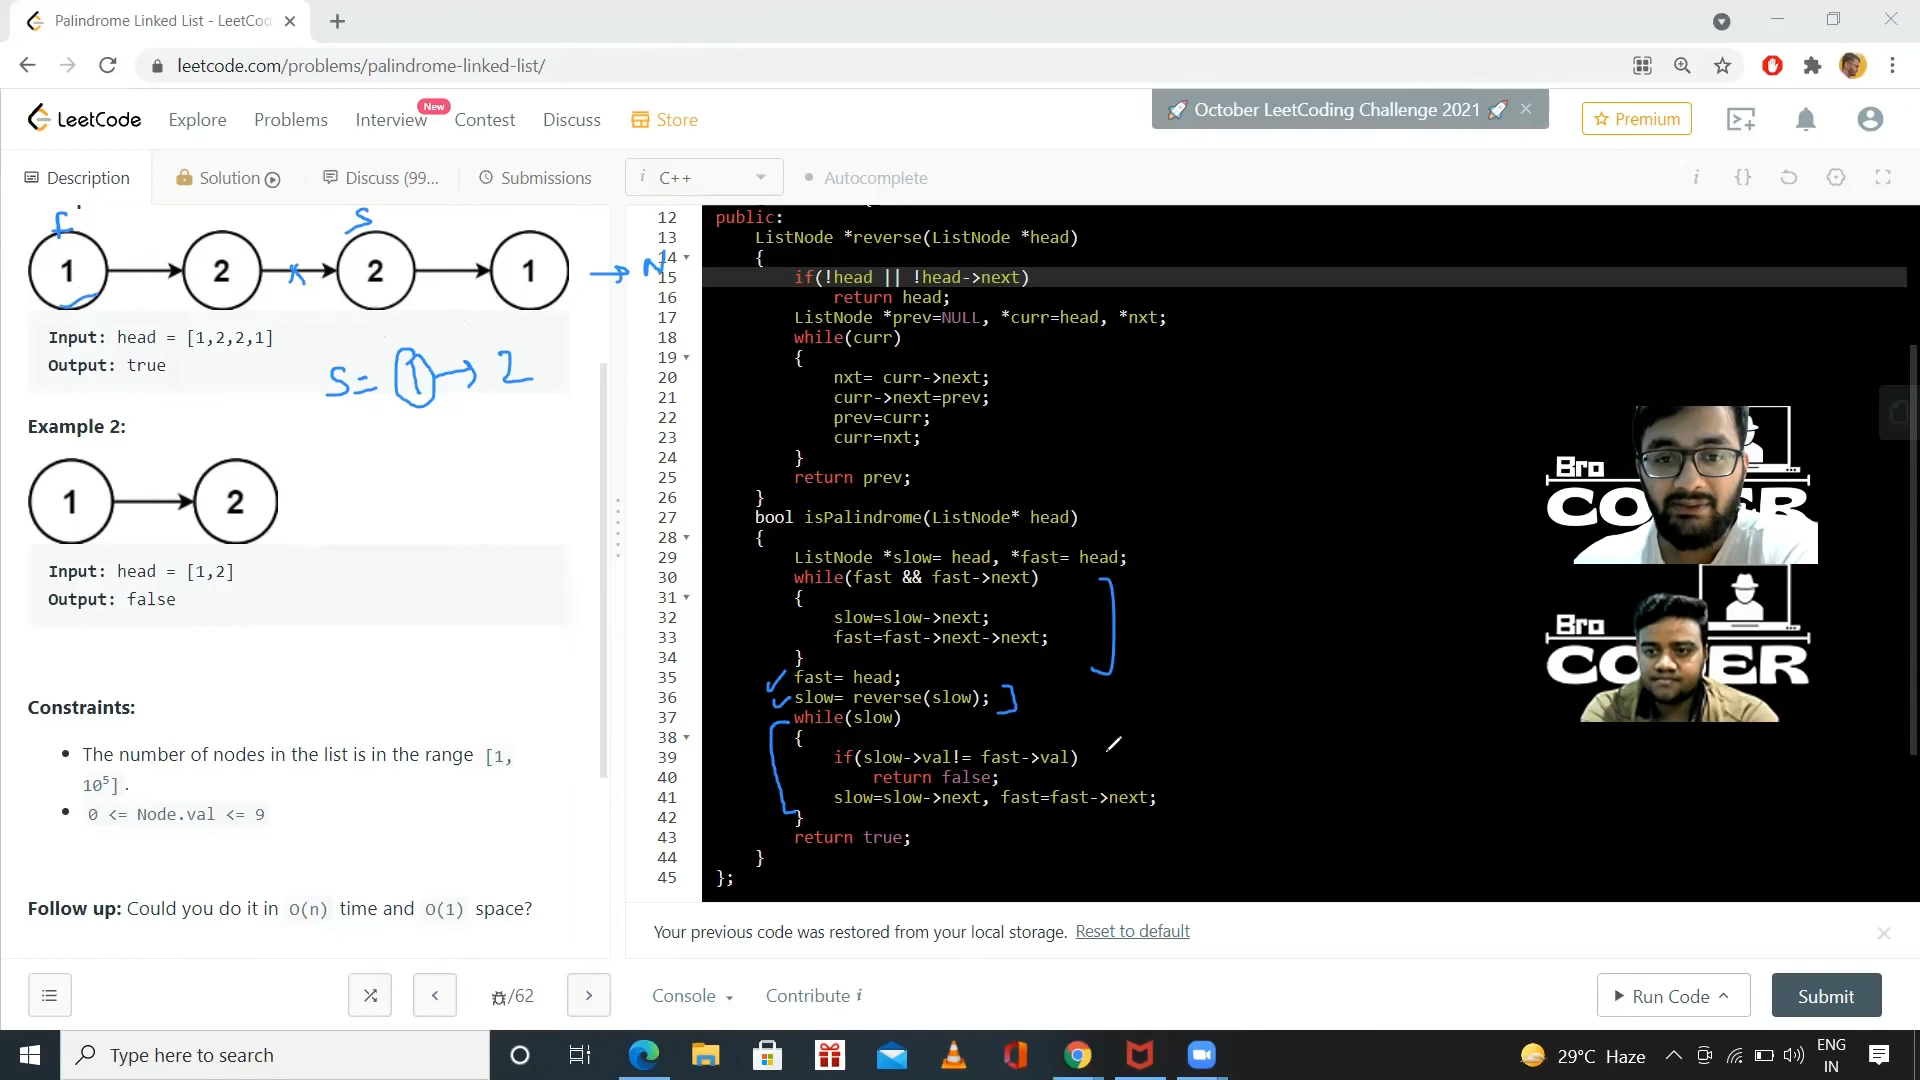 Palindrome Linked List - LeetCod
leetcode.com/problems/palindrome-linked-list/
LeetCode Explore Problems Interview New Contest Discuss Store
🚀 October LeetCoding Challenge 2021 🚀
Premium
Description Solution Discuss (99... Submissions
i C++ Autocomplete
F S
1 2 2 1 → N
Input: head = [1,2,2,1]
Output: true
S= 1 → 2
Example 2:
1 2
Input: head = [1,2]
Output: false
Constraints:
The number of nodes in the list is in the range [1,
10⁵].
0 <= Node.val <= 9
Follow up: Could you do it in O(n) time and O(1) space?
12 public:
13 ListNode *reverse(ListNode *head)
14 {
15 if(!head || !head->next)
16 return head;
17 ListNode *prev=NULL, *curr=head, *nxt;
18 while(curr)
19 {
20 nxt= curr->next;
21 curr->next=prev;
22 prev=curr;
23 curr=nxt;
24 }
25 return prev;
26 }
27 bool isPalindrome(ListNode* head)
28 {
29 ListNode *slow= head, *fast= head;
30 while(fast && fast->next)
31 {
32 slow=slow->next;
33 fast=fast->next->next;
34 }
35 fast= head;
36 slow= reverse(slow);
37 while(slow)
38 {
39 if(slow->val!= fast->val)
40 return false;
41 slow=slow->next, fast=fast->next;
42 }
43 return true;
44 }
45 };
Bro
CODER
Bro
CODER
Your previous code was restored from your local storage. Reset to default
/62
Console Contribute i
Run Code
Submit
Type here to search
29°C Haze
ENG
IN